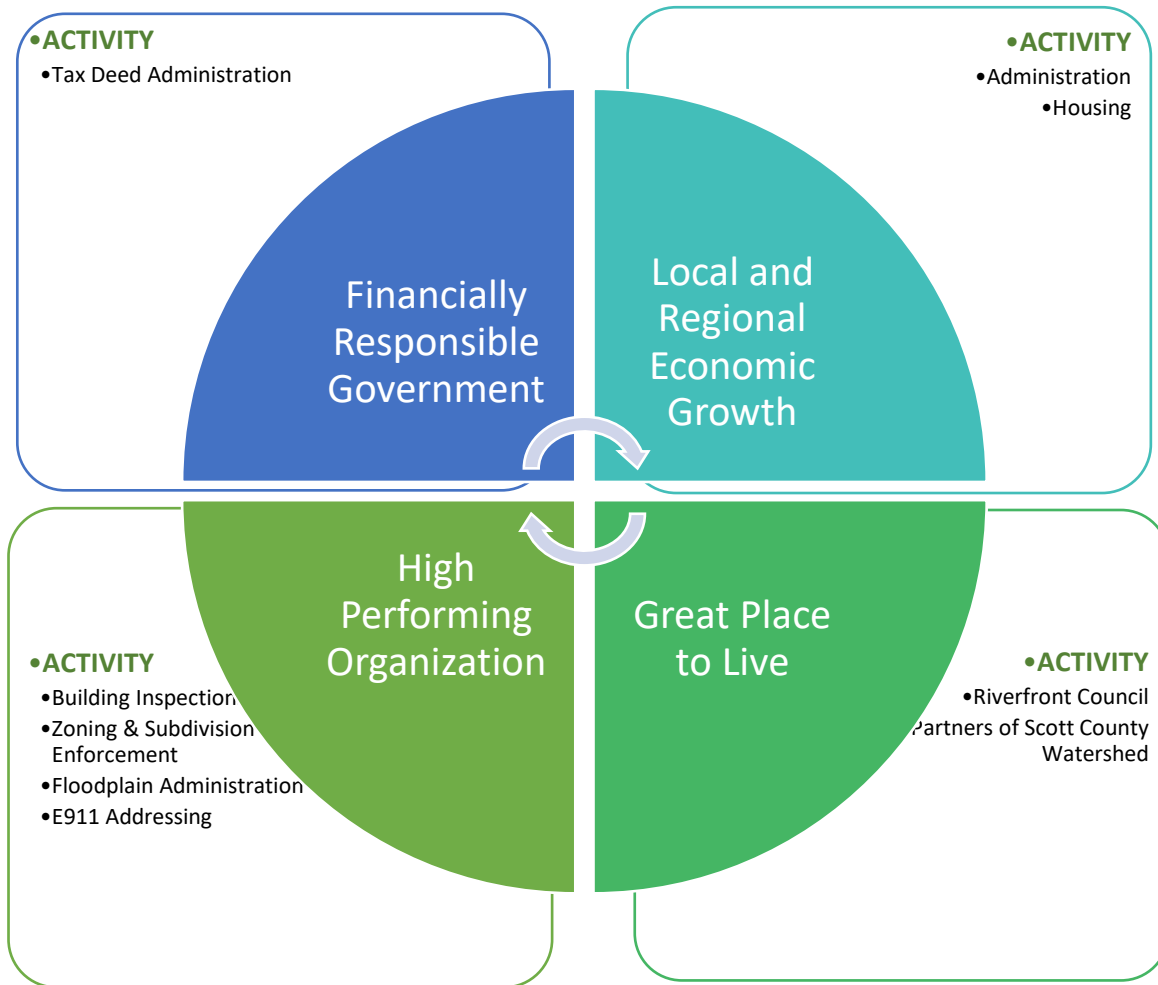 •ACTIVITY
•Tax Deed Administration
•ACTIVITY
•Administration
•Housing
Financially
Responsible
Government
Local and
Regional
Economic
Growth
High
Performing
Organization
Great Place
to Live
•ACTIVITY
•Building Inspection
•Zoning & Subdivision
Enforcement
•Floodplain Administration
•E911 Addressing
•ACTIVITY
•Riverfront Council
Partners of Scott County
Watershed